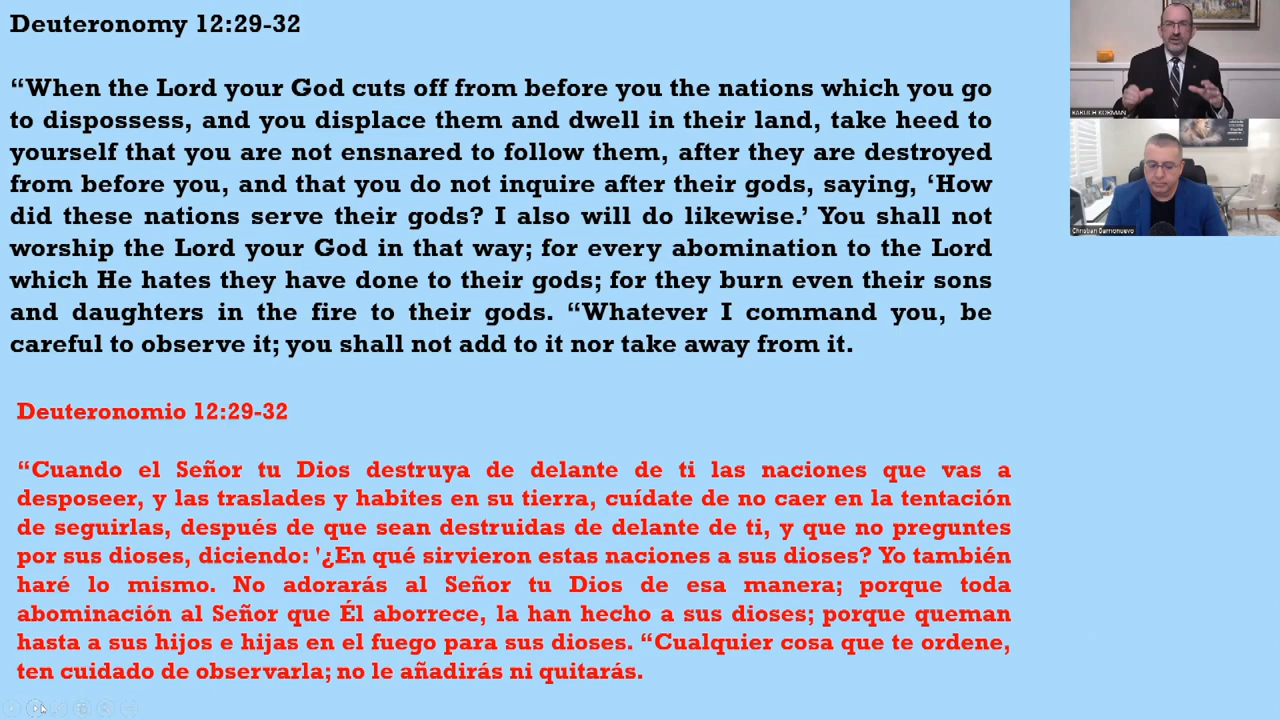 Deuteronomy 12:29-32
“When the Lord your God cuts off from before you the nations which you go
to dispossess, and you displace them and dwell in their land, take heed to
yourself that you are not ensnared to follow them, after they are destroyed
from before you, and that you do not inquire after their gods, saying, ‘How
did these nations serve their gods? I also will do likewise.’ You shall not
worship the Lord your God in that way; for every abomination to the Lord
which He hates they have done to their gods; for they burn even their sons
and daughters in the fire to their gods. “Whatever I command you, be
careful to observe it; you shall not add to it nor take away from it.
Deuteronomio 12:29-32
“Cuando el Señor tu Dios destruya de delante de ti las naciones que vas a
desposeer, y las traslades y habites en su tierra, cuídate de no caer en la tentación
de seguirlas, después de que sean destruidas de delante de ti, y que no preguntes
por sus dioses, diciendo: '¿En qué sirvieron estas naciones a sus dioses? Yo también
haré lo mismo. No adorarás al Señor tu Dios de esa manera; porque toda
abominación al Señor que Él aborrece, la han hecho a sus dioses; porque queman
hasta a sus hijos e hijas en el fuego para sus dioses. “Cualquier cosa que te ordene,
ten cuidado de observarla; no le añadirás ni quitarás.
Christian